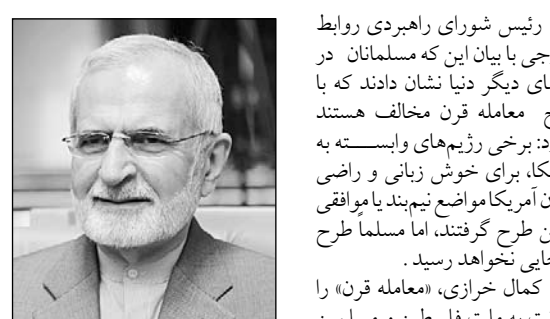 رئیس شورای راهبردی روابط
جی با بیان این که مسلمانان در
ای دیگر دنیا نشان دادند که با
معامله قرن مخالف هستند
د: برخی رژیم‌های وابسته به
کا، برای خوش زبانی و راضی
ن آمریکا مواضع نیم‌بند یا موافقی
ن طرح گرفتند، اما مسلماً طرح
جایی نخواهد رسید.
کمال خرازی، «معامله قرن» را